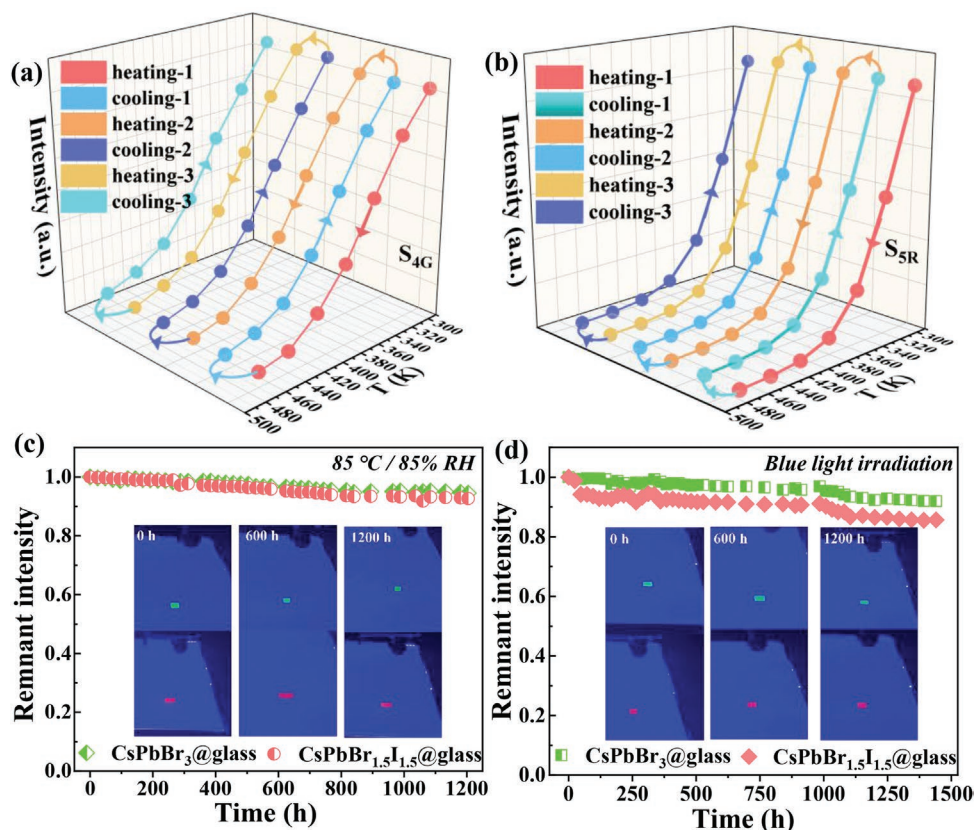 (a)
heating-1
cooling-1
heating-2
cooling-2
heating-3
cooling-3
Intensity (a.u.)
S4G
300
320
340
360
380
400
420
440
460
480
500
T (K)
(b)
heating-1
cooling-1
heating-2
cooling-2
heating-3
cooling-3
Intensity (a.u.)
S5R
300
320
340
360
380
400
420
440
460
480
500
T (K)
(c)
85 °C / 85% RH
1.0
0.8
0.6
0.4
0.2
0.0
Remnant intensity
0 h
600 h
1200 h
CsPbBr3@glass
CsPbBr1.5I1.5@glass
0 200 400 600 800 1000 1200
Time (h)
(d)
Blue light irradiation
1.0
0.8
0.6
0.4
0.2
0.0
Remnant intensity
0 h
600 h
1200 h
CsPbBr3@glass
CsPbBr1.5I1.5@glass
0 250 500 750 1000 1250 1500
Time (h)